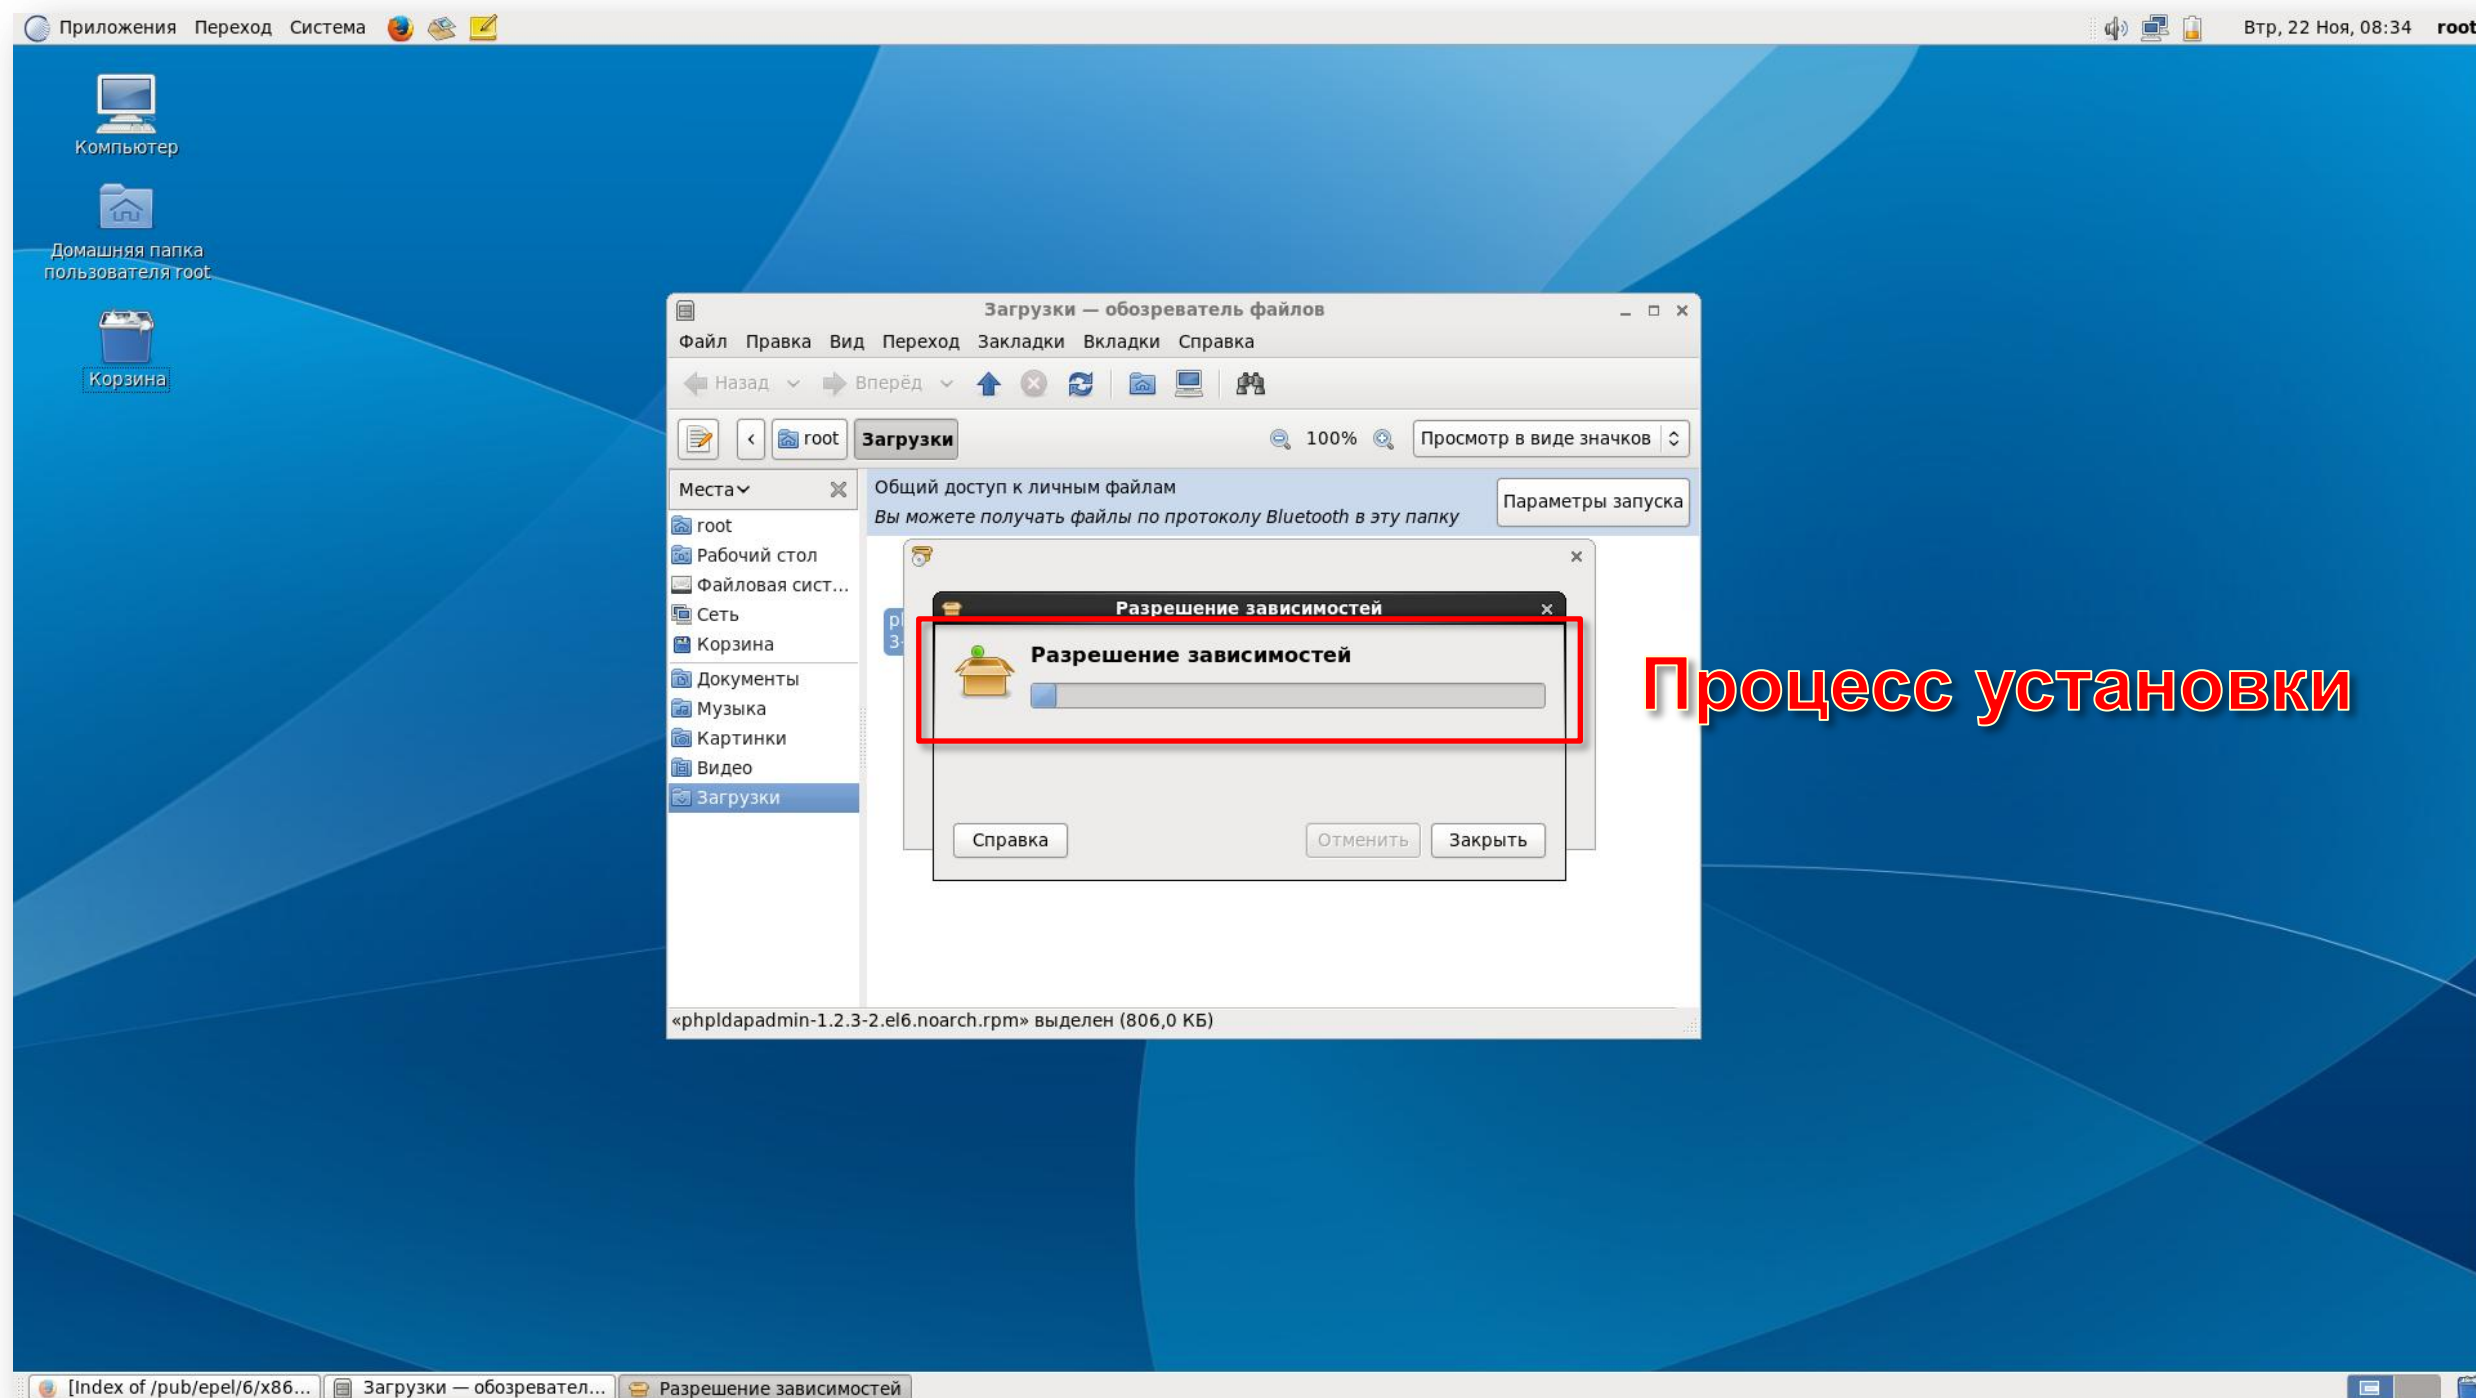 Приложения Переход Система
Втр, 22 Ноя, 08:34 root
Компьютер
Домашняя папка
пользователя root
Корзина
Загрузки — обозреватель файлов
Файл Правка Вид Переход Закладки Вкладки Справка
Назад Вперёд
root Загрузки 100% Просмотр в виде значков
Места
root
Рабочий стол
Файловая сист...
Сеть
Корзина
Документы
Музыка
Картинки
Видео
Загрузки
Общий доступ к личным файлам
Вы можете получать файлы по протоколу Bluetooth в эту папку
Параметры запуска
Разрешение зависимостей
Разрешение зависимостей
Справка Отменить Закрыть
Процесс установки
«phpldapadmin-1.2.3-2.el6.noarch.rpm» выделен (806,0 КБ)
[Index of /pub/epel/6/x86... Загрузки — обозревател... Разрешение зависимостей